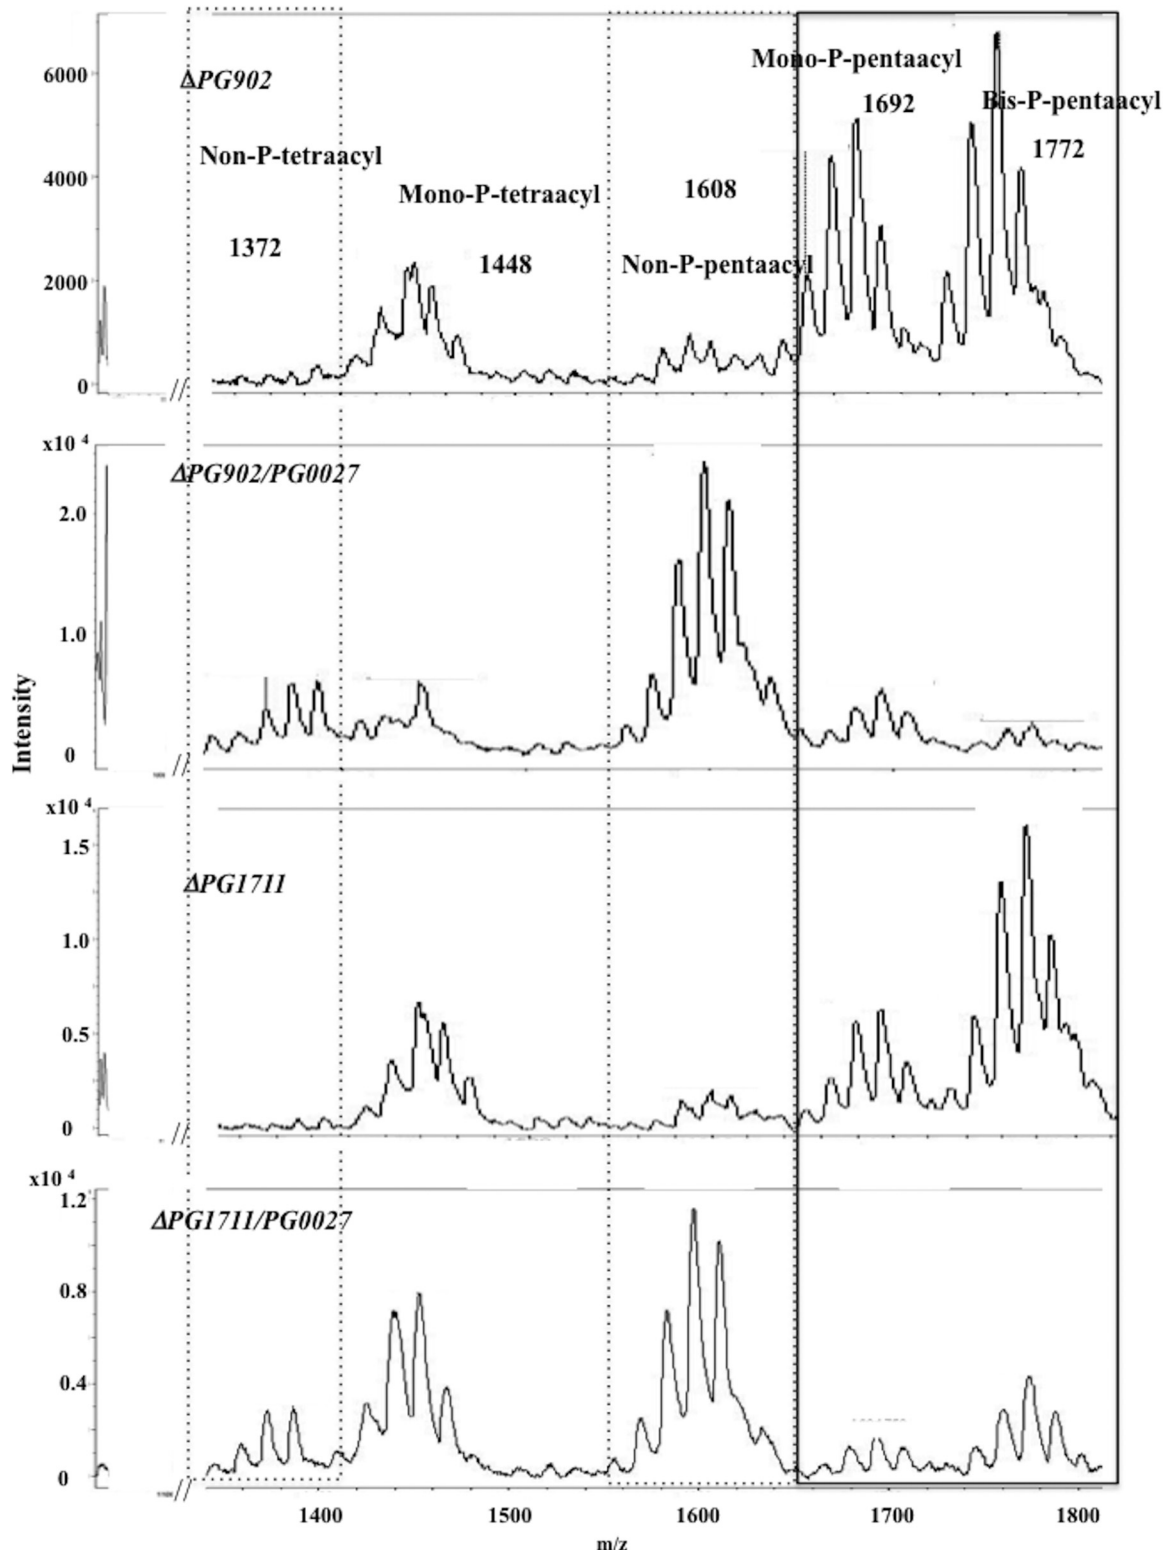 6000
4000
2000
0
ΔPG902
Non-P-tetraacyl
1372
Mono-P-tetraacyl
1448
1608
Non-P-pentaacyl
Mono-P-pentaacyl
1692
Bis-P-pentaacyl
1772
//
x10 4
2.0
1.0
0
ΔPG902/PG0027
//
Intensity
x10 4
1.5
1.0
0.5
0
ΔPG1711
//
x10 4
1.2
0.8
0.4
0
ΔPG1711/PG0027
//
1400 1500 1600 1700 1800
m/z